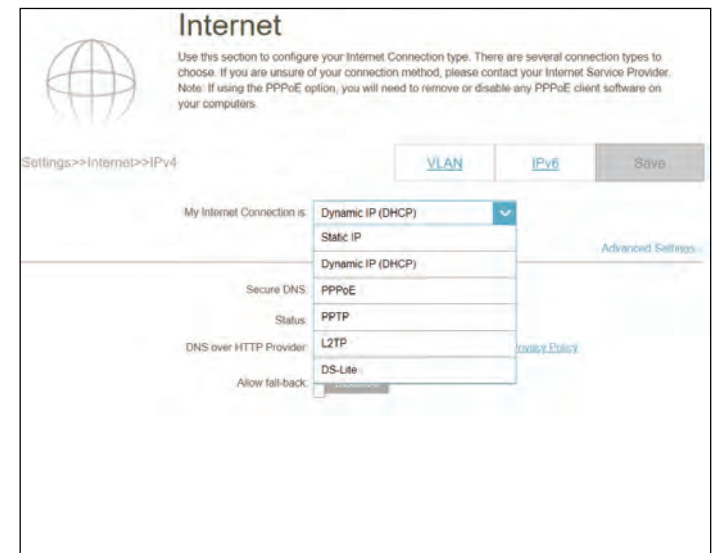 Internet
Use this section to configure your Internet Connection type. There are several connection types to
choose. If you are unsure of your connection method, please contact your Internet Service Provider.
Note: If using the PPPoE option, you will need to remove or disable any PPPoE client software on
your computers.
Settings>>Internet>>IPv4
VLAN
IPv6
Save
My Internet Connection is:
Dynamic IP (DHCP)
Static IP
Advanced Settings
Dynamic IP (DHCP)
Secure DNS:
PPPoE
Status:
PPTP
DNS over HTTP Provider:
L2TP
Privacy Policy
DS-Lite
Allow fall-back: